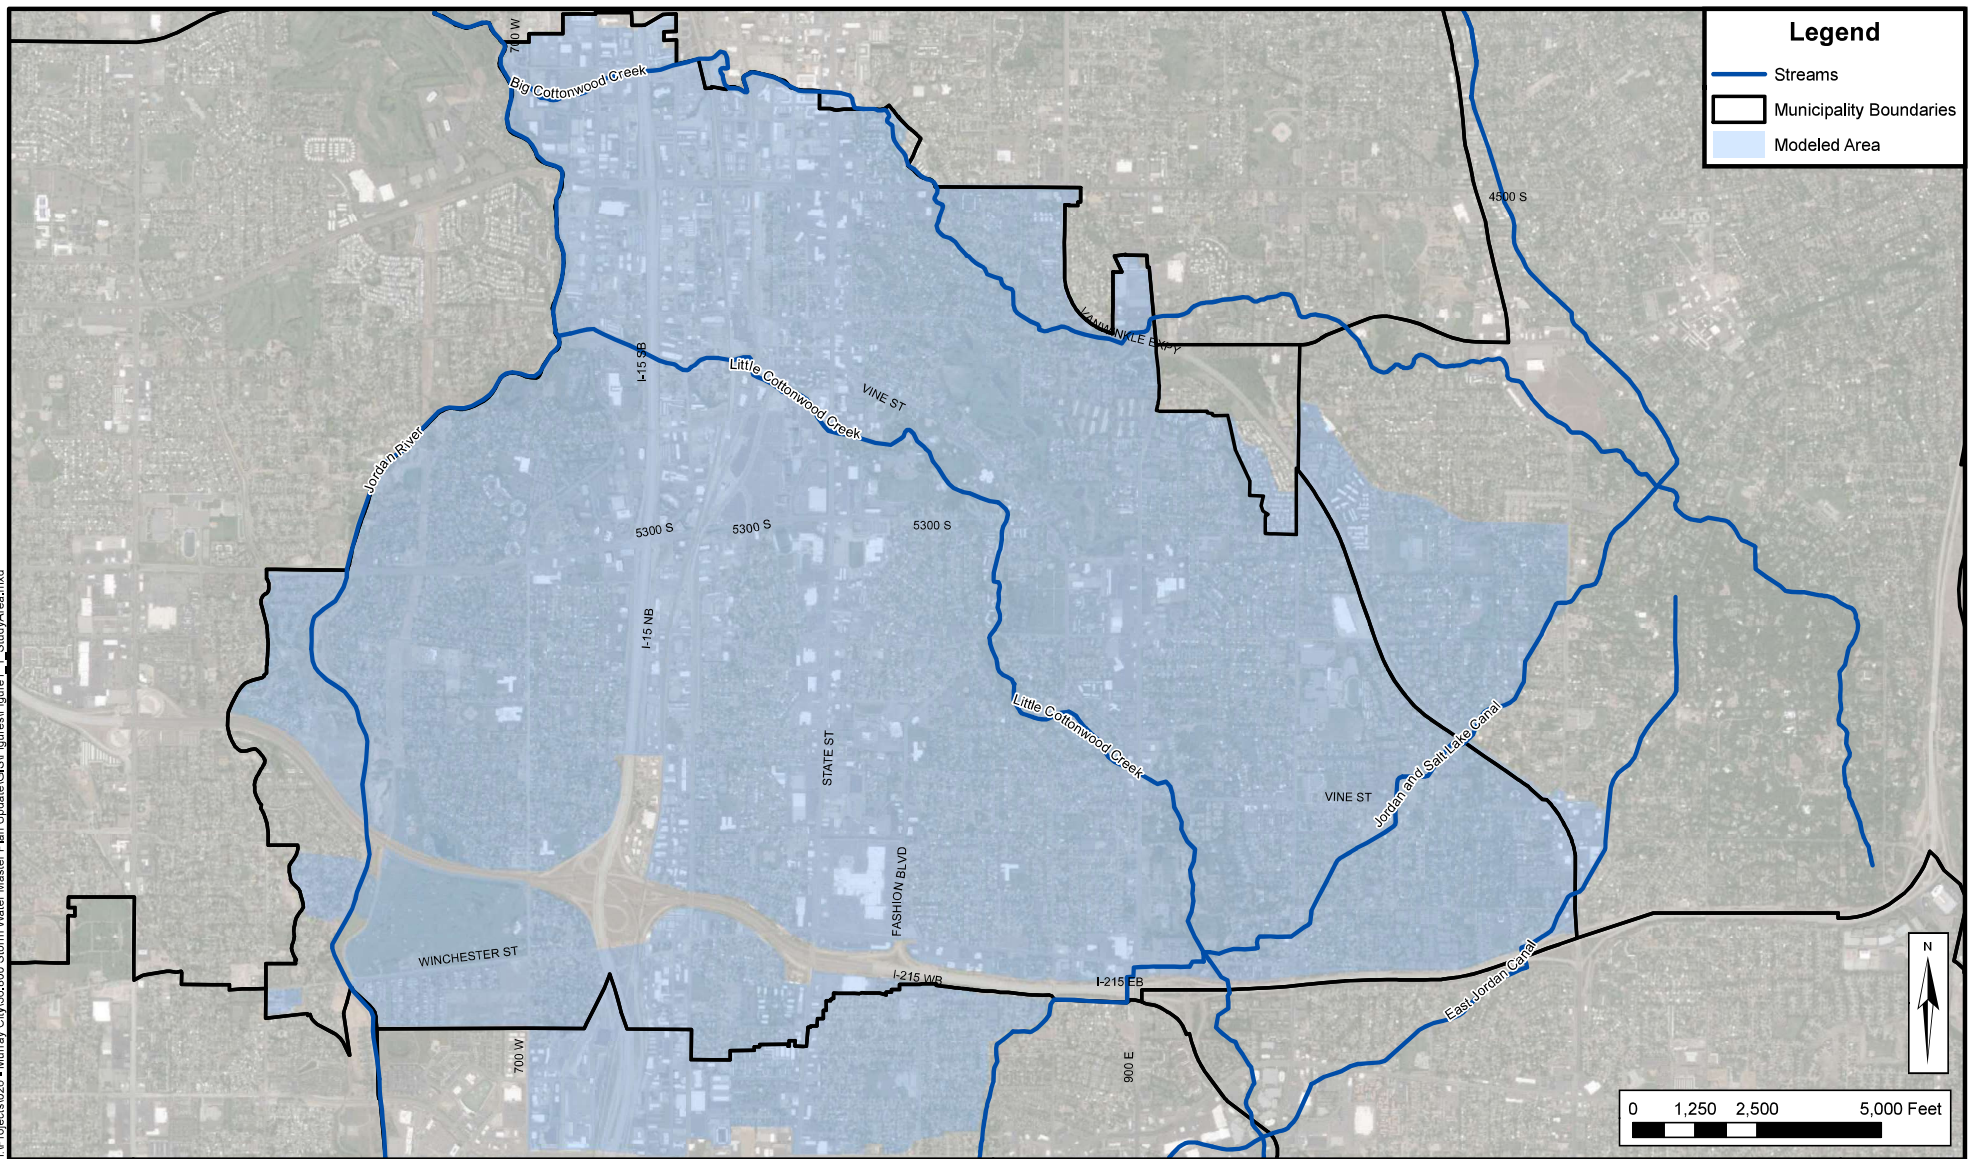 Legend
Streams
Municipality Boundaries
Modeled Area
700 W
Big Cottonwood Creek
4500 S
VANWINKLE EXPY
I-15 SB
Little Cottonwood Creek
VINE ST
Jordan River
5300 S
5300 S
5300 S
I-15 NB
Little Cottonwood Creek
STATE ST
Jordan and Salt Lake Canal
VINE ST
FASHION BLVD
WINCHESTER ST
I-215 WB
I-215 EB
East Jordan Canal
700 W
900 E
N
0 1,250 2,500 5,000 Feet